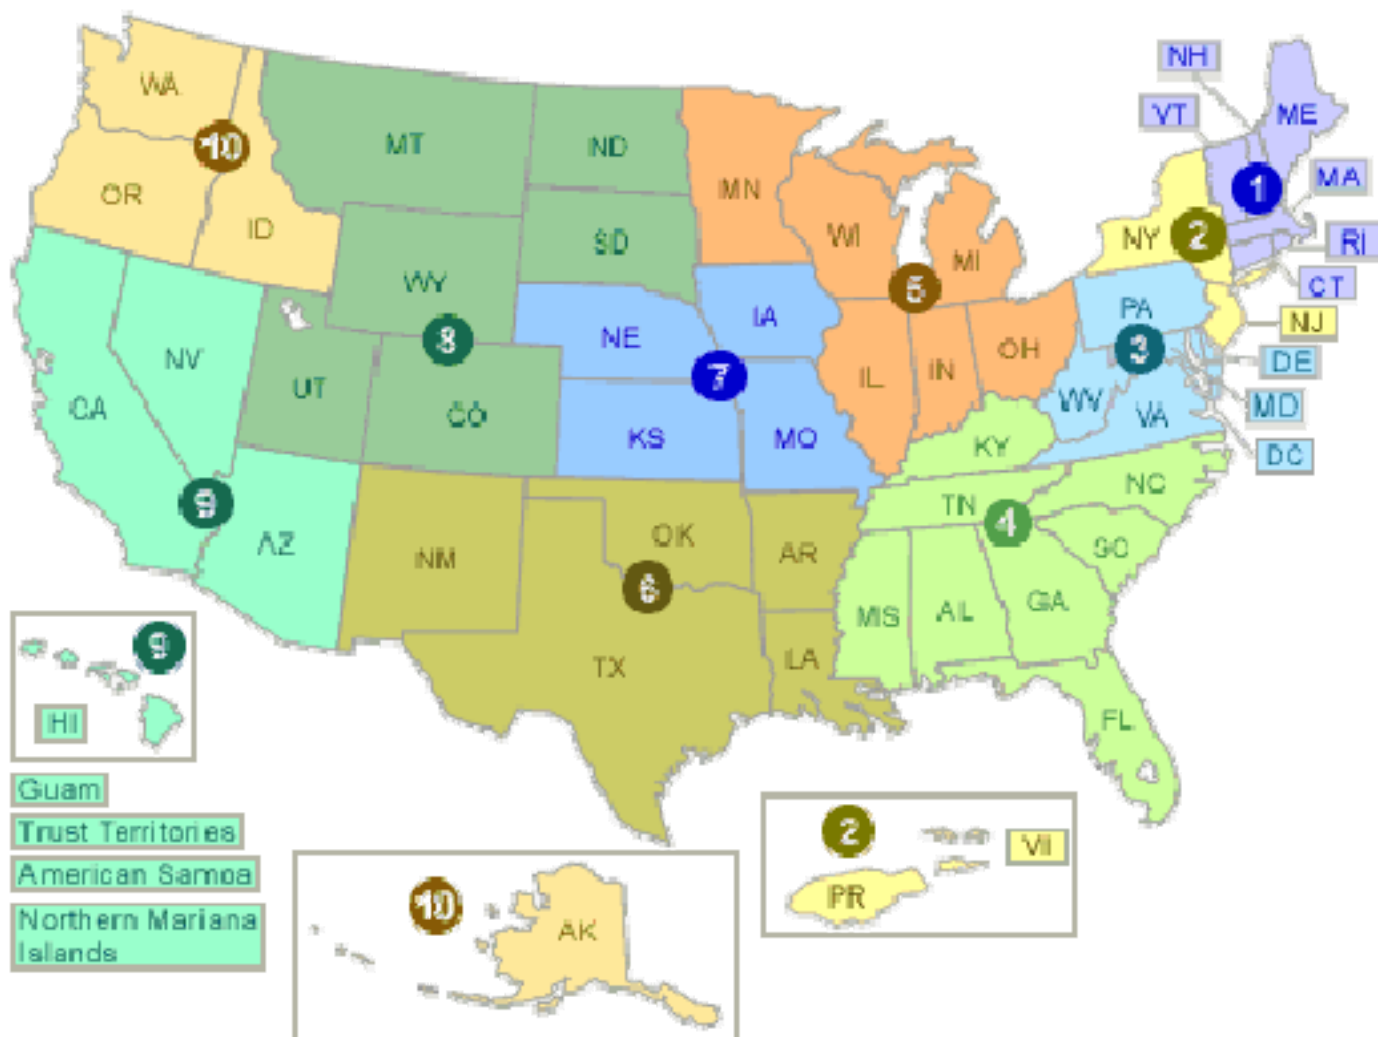 NH
ME
VT
WA
MT
ND
MN
10
OR
ID
MA
1
NY
2
RI
WI
MI
SD
WY
5
CT
PA
NJ
IA
NE
8
3
DE
NV
UT
CO
7
IL
IN
OH
WV
VA
MD
CA
KS
MO
KY
DC
9
AZ
NM
OK
AR
TN
4
NC
SC
6
MIS
AL
GA
TX
LA
FL
9
HI
Guam
Trust Territories
American Samoa
Northern Mariana
Islands
10
AK
2
VI
PR